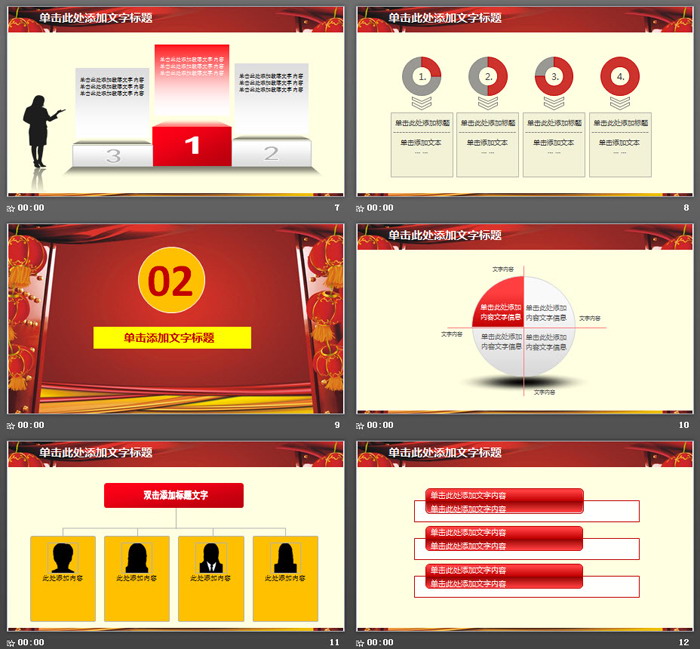 单击此处添加文字标题
单击此处添加段落文字内容
单击此处添加段落文字内容
单击此处添加段落文字内容
单击此处添加段落文字内容
单击此处添加段落文字内容
单击此处添加段落文字内容
单击此处添加段落文字内容
单击此处添加段落文字内容
单击此处添加段落文字内容
3
1
2
00:00
7
单击此处添加文字标题
1.
2.
3.
4.
单击此处添加标题
单击添加文本
... ...
单击此处添加标题
单击添加文本
... ...
单击此处添加标题
单击添加文本
... ...
单击此处添加标题
单击添加文本
... ...
00:00
8
02
单击添加文字标题
00:00
9
单击此处添加文字标题
文字内容
单击此处添加
内容文字信息
单击此处添加
内容文字信息
文字内容
文字内容
单击此处添加
内容文字信息
单击此处添加
内容文字信息
文字内容
00:00
10
单击此处添加文字标题
双击添加标题文字
此处添加内容
此处添加内容
此处添加内容
此处添加内容
00:00
11
单击此处添加文字标题
单击此处添加文字内容
单击此处添加文字内容
单击此处添加文字内容
单击此处添加文字内容
单击此处添加文字内容
单击此处添加文字内容
00:00
12